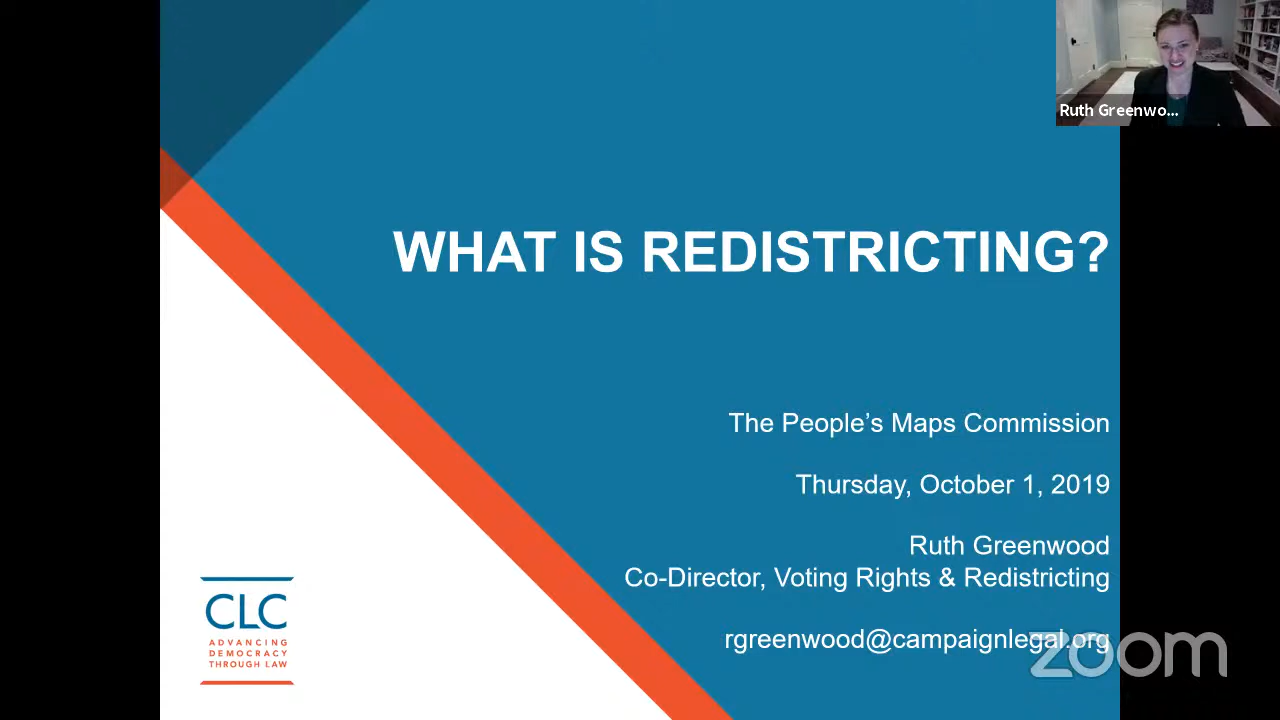 Ruth Greenwo...
WHAT IS REDISTRICTING?
The People’s Maps Commission
Thursday, October 1, 2019
Ruth Greenwood
Co-Director, Voting Rights & Redistricting
rgreenwood@campaignlegal.org
zoom
CLC
ADVANCING
DEMOCRACY
THROUGH LAW